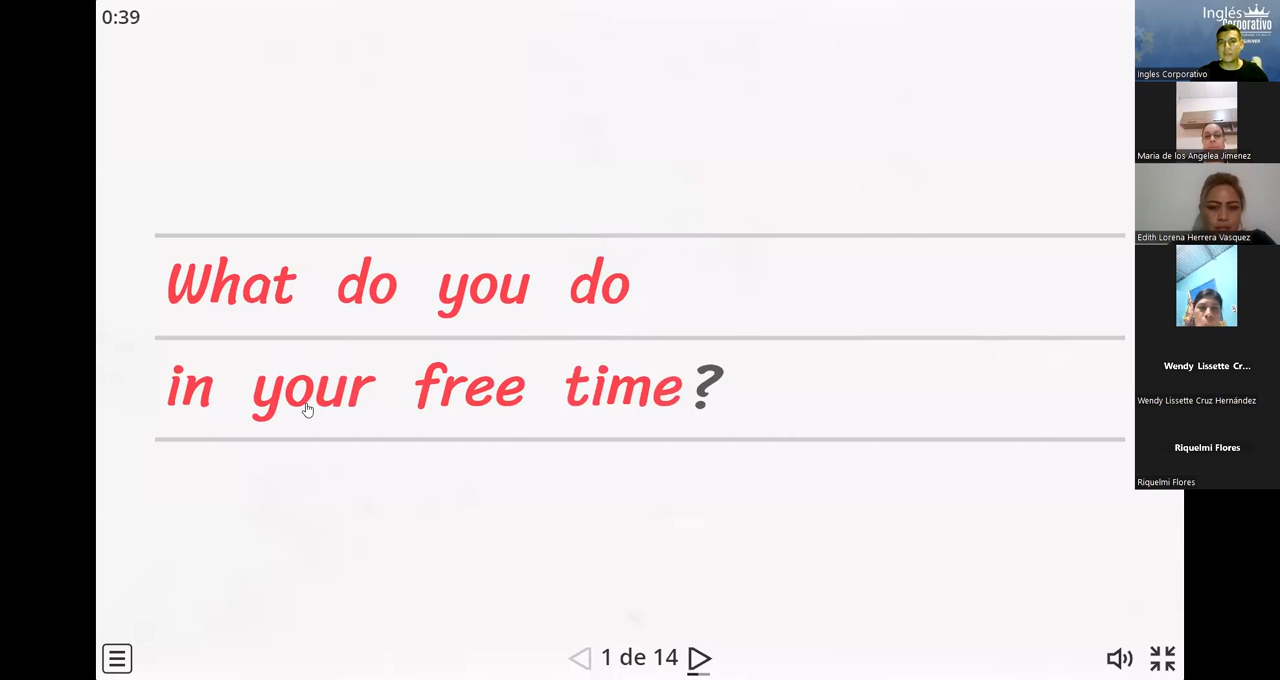 0:39
What do you do
in your free time?
1 de 14
Inglés
Corporativo
Ingles Corporativo
Maria de los Angelea Jimenez
Edith Lorena Herrera Vasquez
Wendy Lissette Cr...
Wendy Lissette Cruz Hernández
Riquelmi Flores
Riquelmi Flores